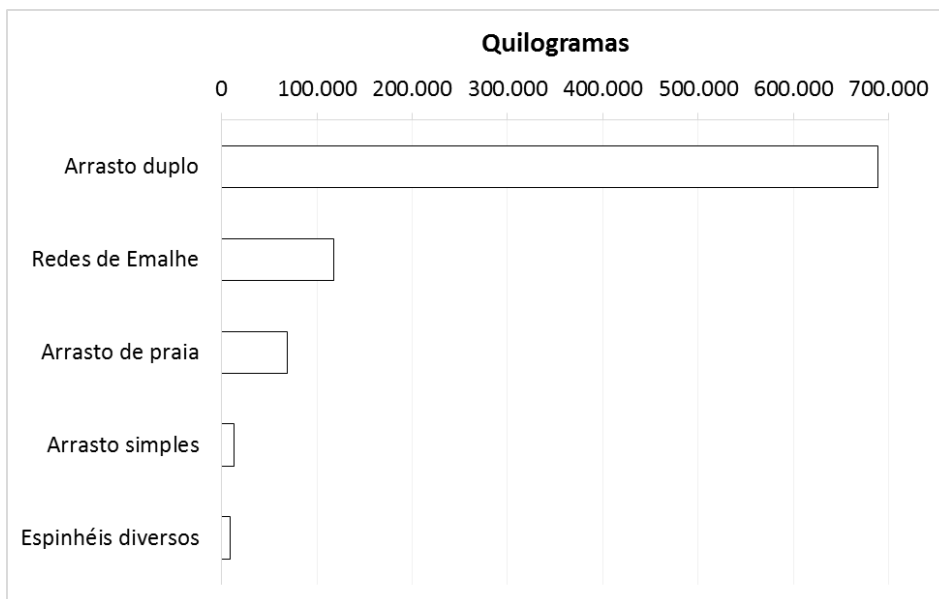 Quilogramas
0 100.000 200.000 300.000 400.000 500.000 600.000 700.000
Arrasto duplo
Redes de Emalhe
Arrasto de praia
Arrasto simples
Espinhéis diversos